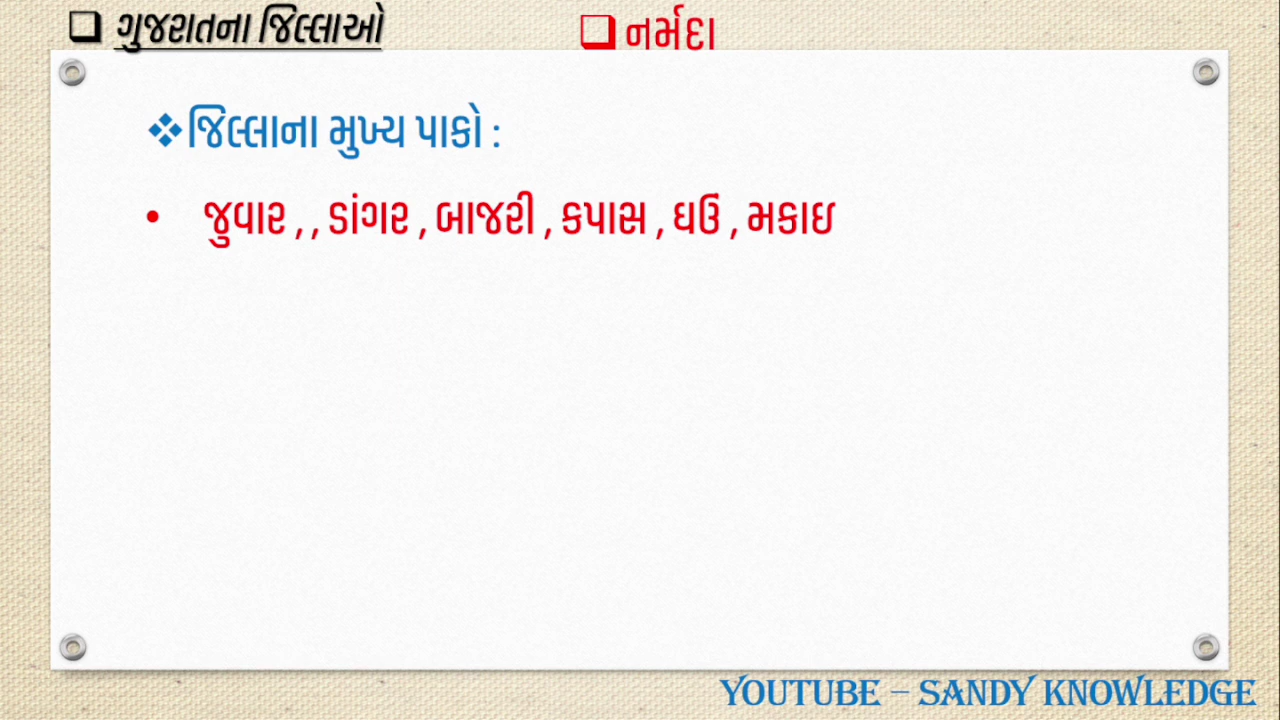 ગુજરાતના જિલ્લાઓ
નર્મદા
જિલ્લાના મુખ્ય પાકો :
જુવાર , , ડાંગર , બાજરી , કપાસ , ઘઉં , મકાઇ
YOUTUBE – SANDY KNOWLEDGE